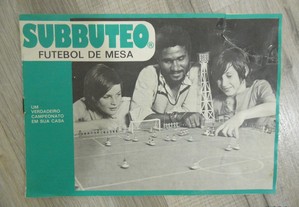 SUBBUTEO®
FUTEBOL DE MESA
UM
VERDADEIRO
CAMPEONATO
EM SUA CASA